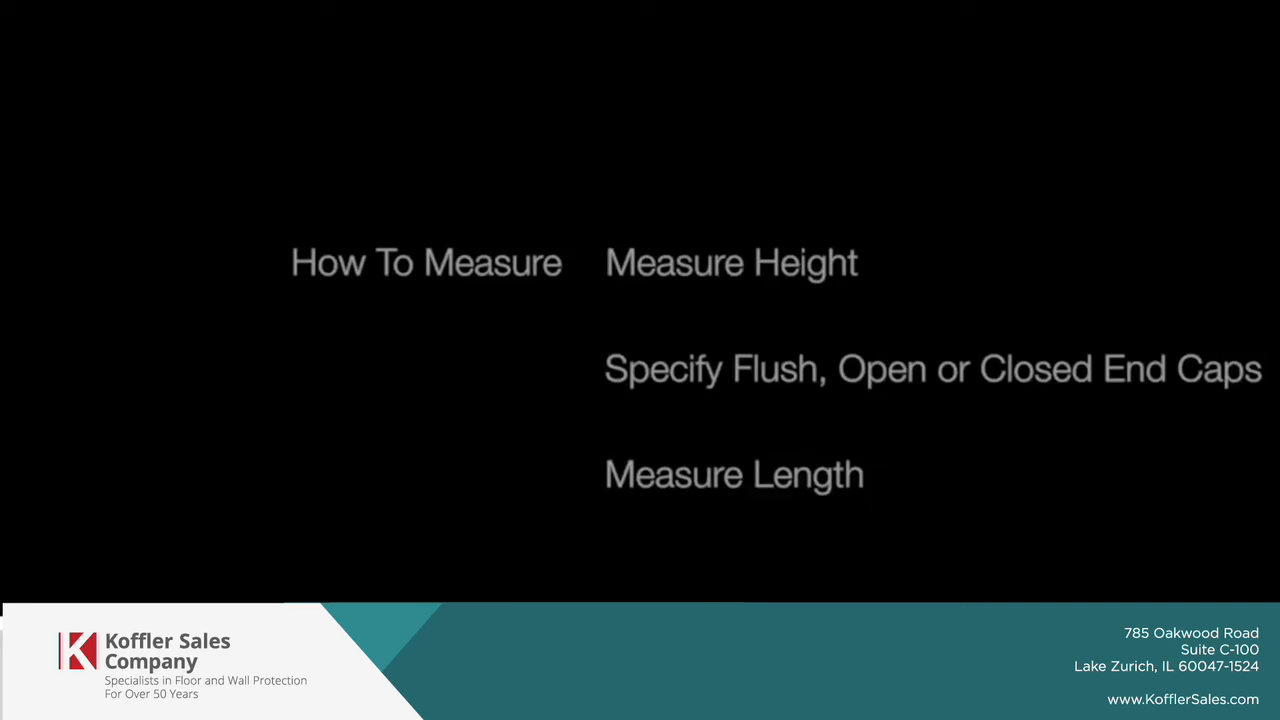 How To Measure Measure Height
Specify Flush, Open or Closed End Caps
Measure Length
K
Koffler Sales
Company
Specialists in Floor and Wall Protection
For Over 50 Years
785 Oakwood Road
Suite C-100
Lake Zurich, IL 60047-1524
www.KofflerSales.com